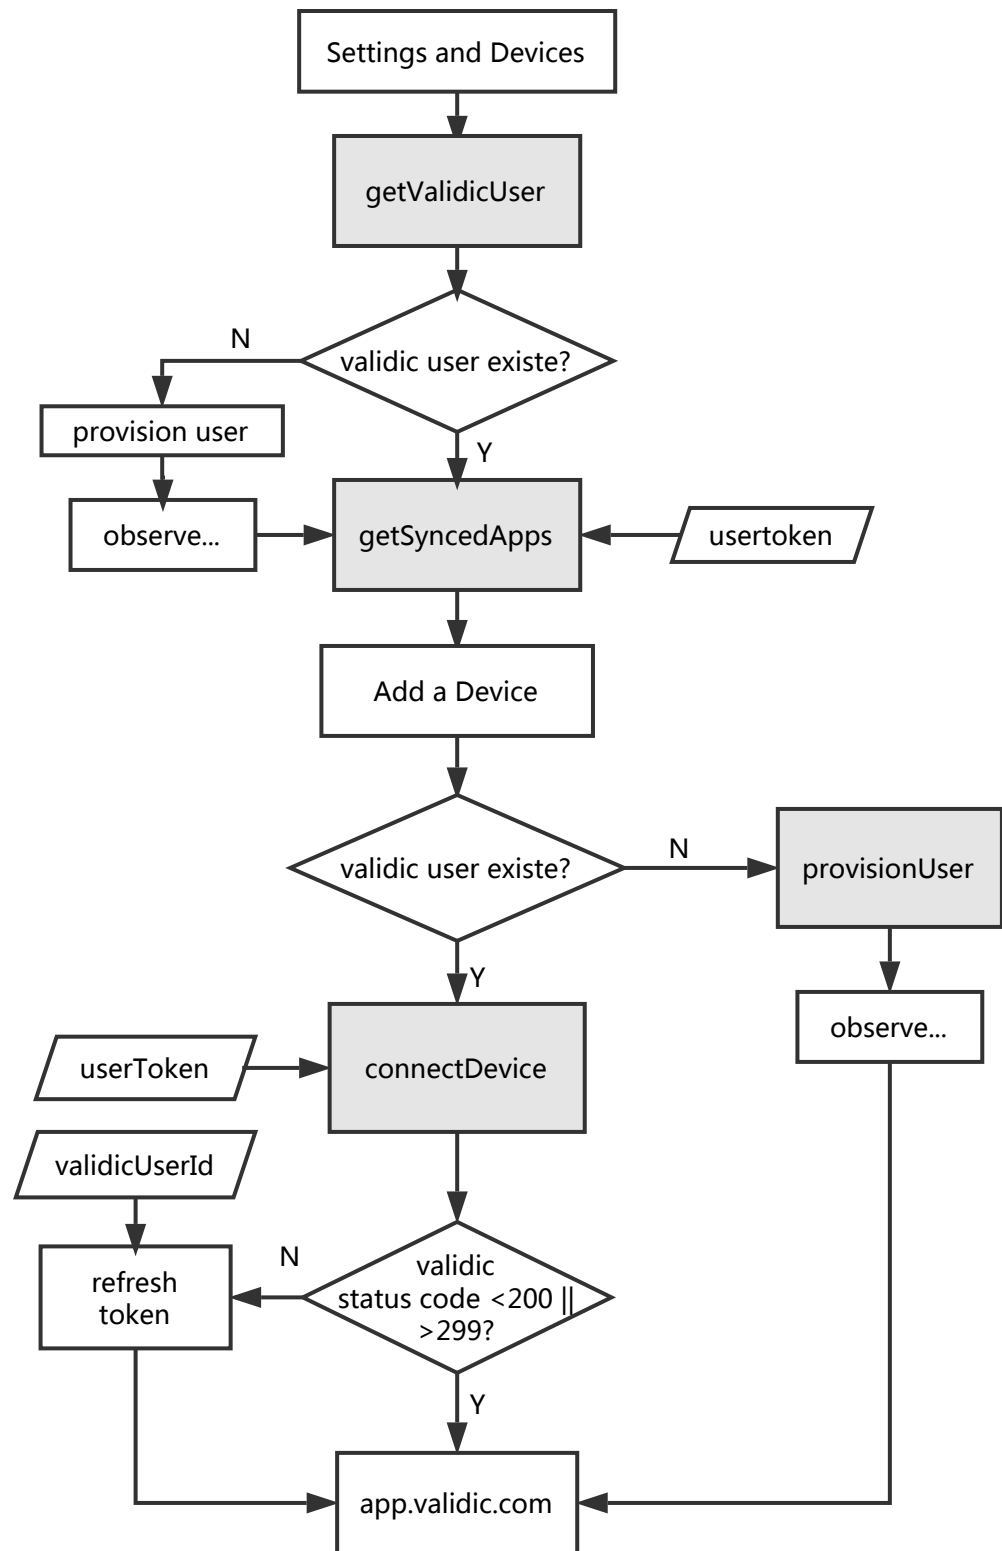 Settings and Devices
getValidicUser
N
validic user existe?
provision user
Y
observe...
getSyncedApps
usertoken
Add a Device
validic user existe?
N
provisionUser
Y
observe...
userToken
connectDevice
validicUserId
N
refresh
token
validic
status code <200 ||
>299?
Y
app.validic.com